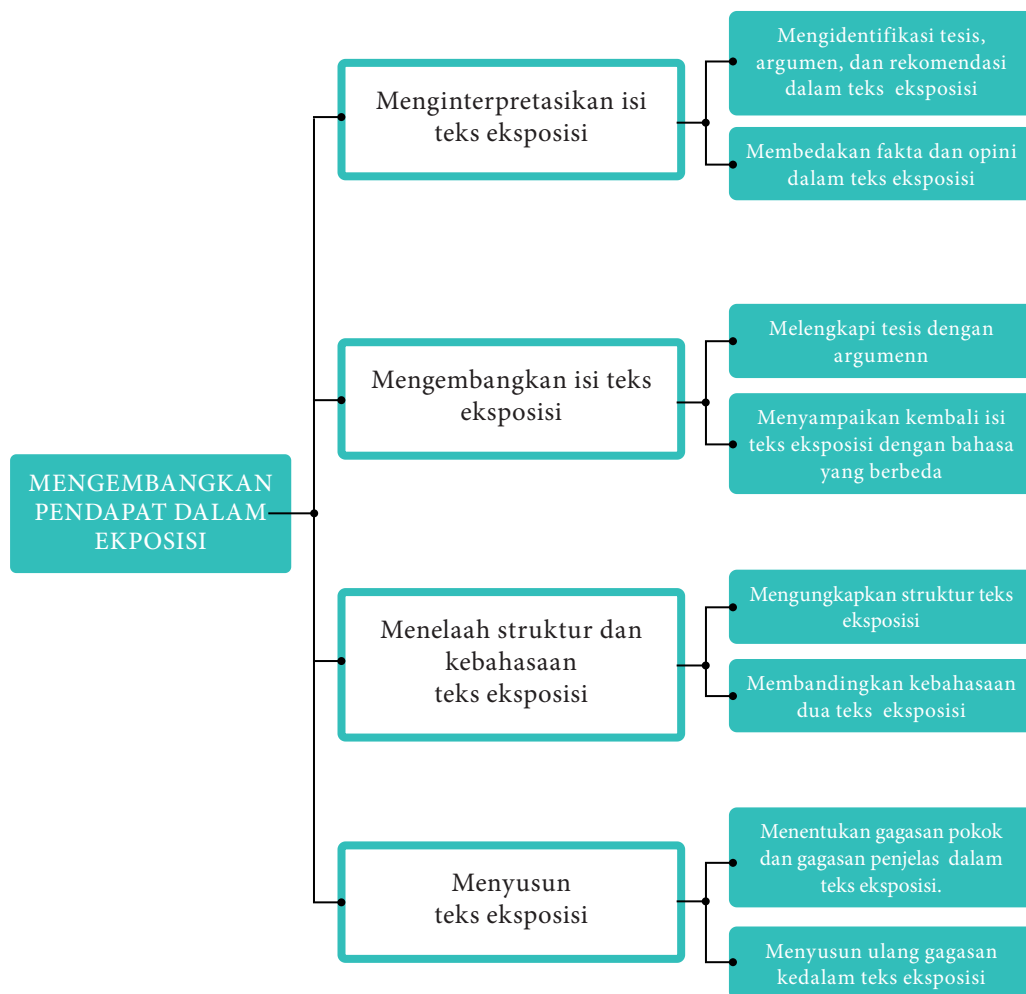 MENGEMBANGKAN
PENDAPAT DALAM
EKPOSISI
Menginterpretasikan isi
teks eksposisi
Mengidentifikasi tesis,
argumen, dan rekomendasi
dalam teks eksposisi
Membedakan fakta dan opini
dalam teks eksposisi
Mengembangkan isi teks
eksposisi
Melengkapi tesis dengan
argumenn
Menyampaikan kembali isi
teks eksposisi dengan bahasa
yang berbeda
Menelaah struktur dan
kebahasaan
teks eksposisi
Mengungkapkan struktur teks
eksposisi
Membandingkan kebahasaan
dua teks eksposisi
Menyusun
teks eksposisi
Menentukan gagasan pokok
dan gagasan penjelas dalam
teks eksposisi.
Menyusun ulang gagasan
kedalam teks eksposisi